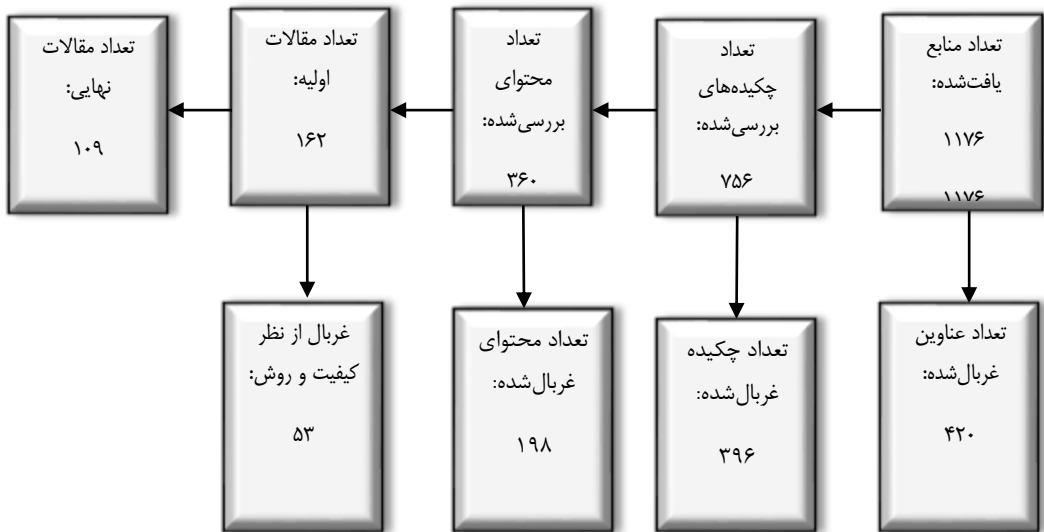 تعداد منابع
یافت‌شده:
۱۱۷۶
۱۱۷۶
تعداد
چکیده‌های
بررسی‌شده:
۷۵۶
تعداد
محتوای
بررسی‌شده:
۳۶۰
تعداد مقالات
اولیه:
۱۶۲
تعداد مقالات
نهایی:
۱۰۹
تعداد عناوین
غربال‌شده:
۴۲۰
تعداد چکیده
غربال‌شده:
۳۹۶
تعداد محتوای
غربال‌شده:
۱۹۸
غربال از نظر
کیفیت و روش:
۵۳